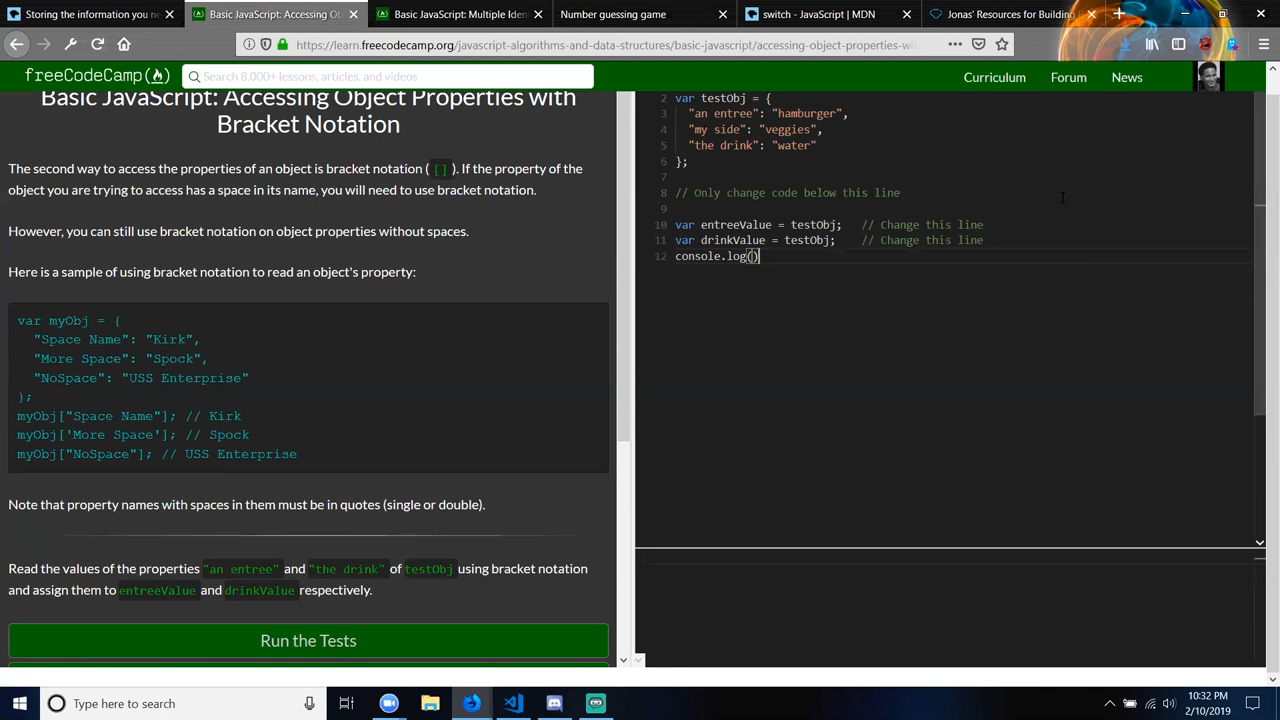 Storing the information you ne
Basic JavaScript: Accessing Ob
Basic JavaScript: Multiple Iden
Number guessing game
switch - JavaScript | MDN
Jonas' Resources for Building
https://learn.freecodecamp.org/javascript-algorithms-and-data-structures/basic-javascript/accessing-object-properties-wi
freeCodeCamp
Search 8,000+ lessons, articles, and videos
Curriculum
Forum
News
Basic JavaScript: Accessing Object Properties with
Bracket Notation
The second way to access the properties of an object is bracket notation ( [] ). If the property of the
object you are trying to access has a space in its name, you will need to use bracket notation.
However, you can still use bracket notation on object properties without spaces.
Here is a sample of using bracket notation to read an object's property:
var myObj = {
"Space Name": "Kirk",
"More Space": "Spock",
"NoSpace": "USS Enterprise"
};
myObj["Space Name"]; // Kirk
myObj['More Space']; // Spock
myObj["NoSpace"]; // USS Enterprise
Note that property names with spaces in them must be in quotes (single or double).
Read the values of the properties "an entree" and "the drink" of testObj using bracket notation
and assign them to entreeValue and drinkValue respectively.
Run the Tests
2 var testObj = {
3 "an entree": "hamburger",
4 "my side": "veggies",
5 "the drink": "water"
6 };
7
8 // Only change code below this line
9
10 var entreeValue = testObj; // Change this line
11 var drinkValue = testObj; // Change this line
12 console.log()
Type here to search
10:32 PM
2/10/2019